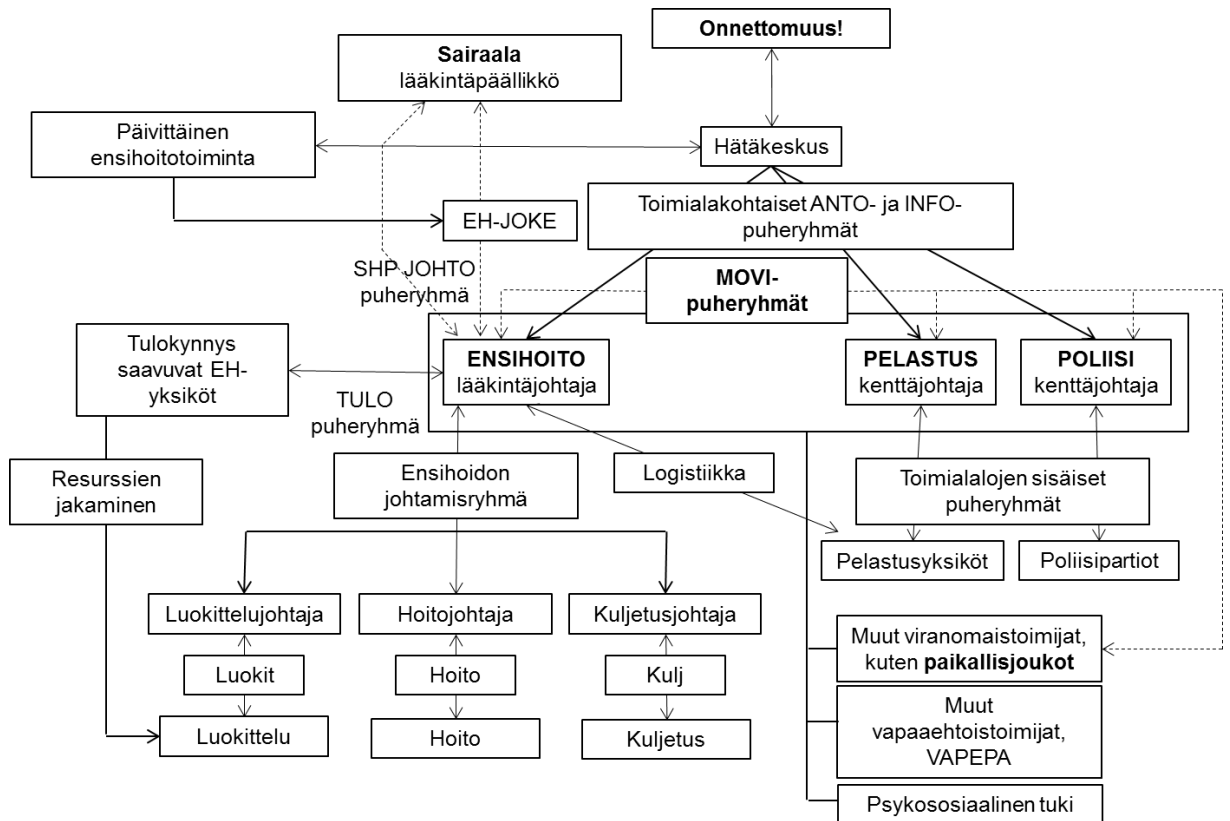 Onnettomuus!
Sairaala
lääkintäpäällikkö
Päivittäinen
ensihoitotoiminta
Hätäkeskus
Toimialakohtaiset ANTO- ja INFO-
puheryhmät
EH-JOKE
SHP JOHTO
puheryhmä
MOVI-
puheryhmät
Tulokynnys
saavuvat EH-
yksiköt
ENSIHOITO
lääkintäjohtaja
PELASTUS
kenttäjohtaja
POLIISI
kenttäjohtaja
TULO
puheryhmä
Resurssien
jakaminen
Ensihoidon
johtamisryhmä
Logistiikka
Toimialalojen sisäiset
puheryhmät
Pelastusyksiköt
Poliisipartiot
Luokittelujohtaja
Hoitojohtaja
Kuljetusjohtaja
Luokit
Hoito
Kulj
Luokittelu
Hoito
Kuljetus
Muut viranomaistoimijat,
kuten paikallisjoukot
Muut
vapaaehtoistoimijat,
VAPEPA
Psykososiaalinen tuki